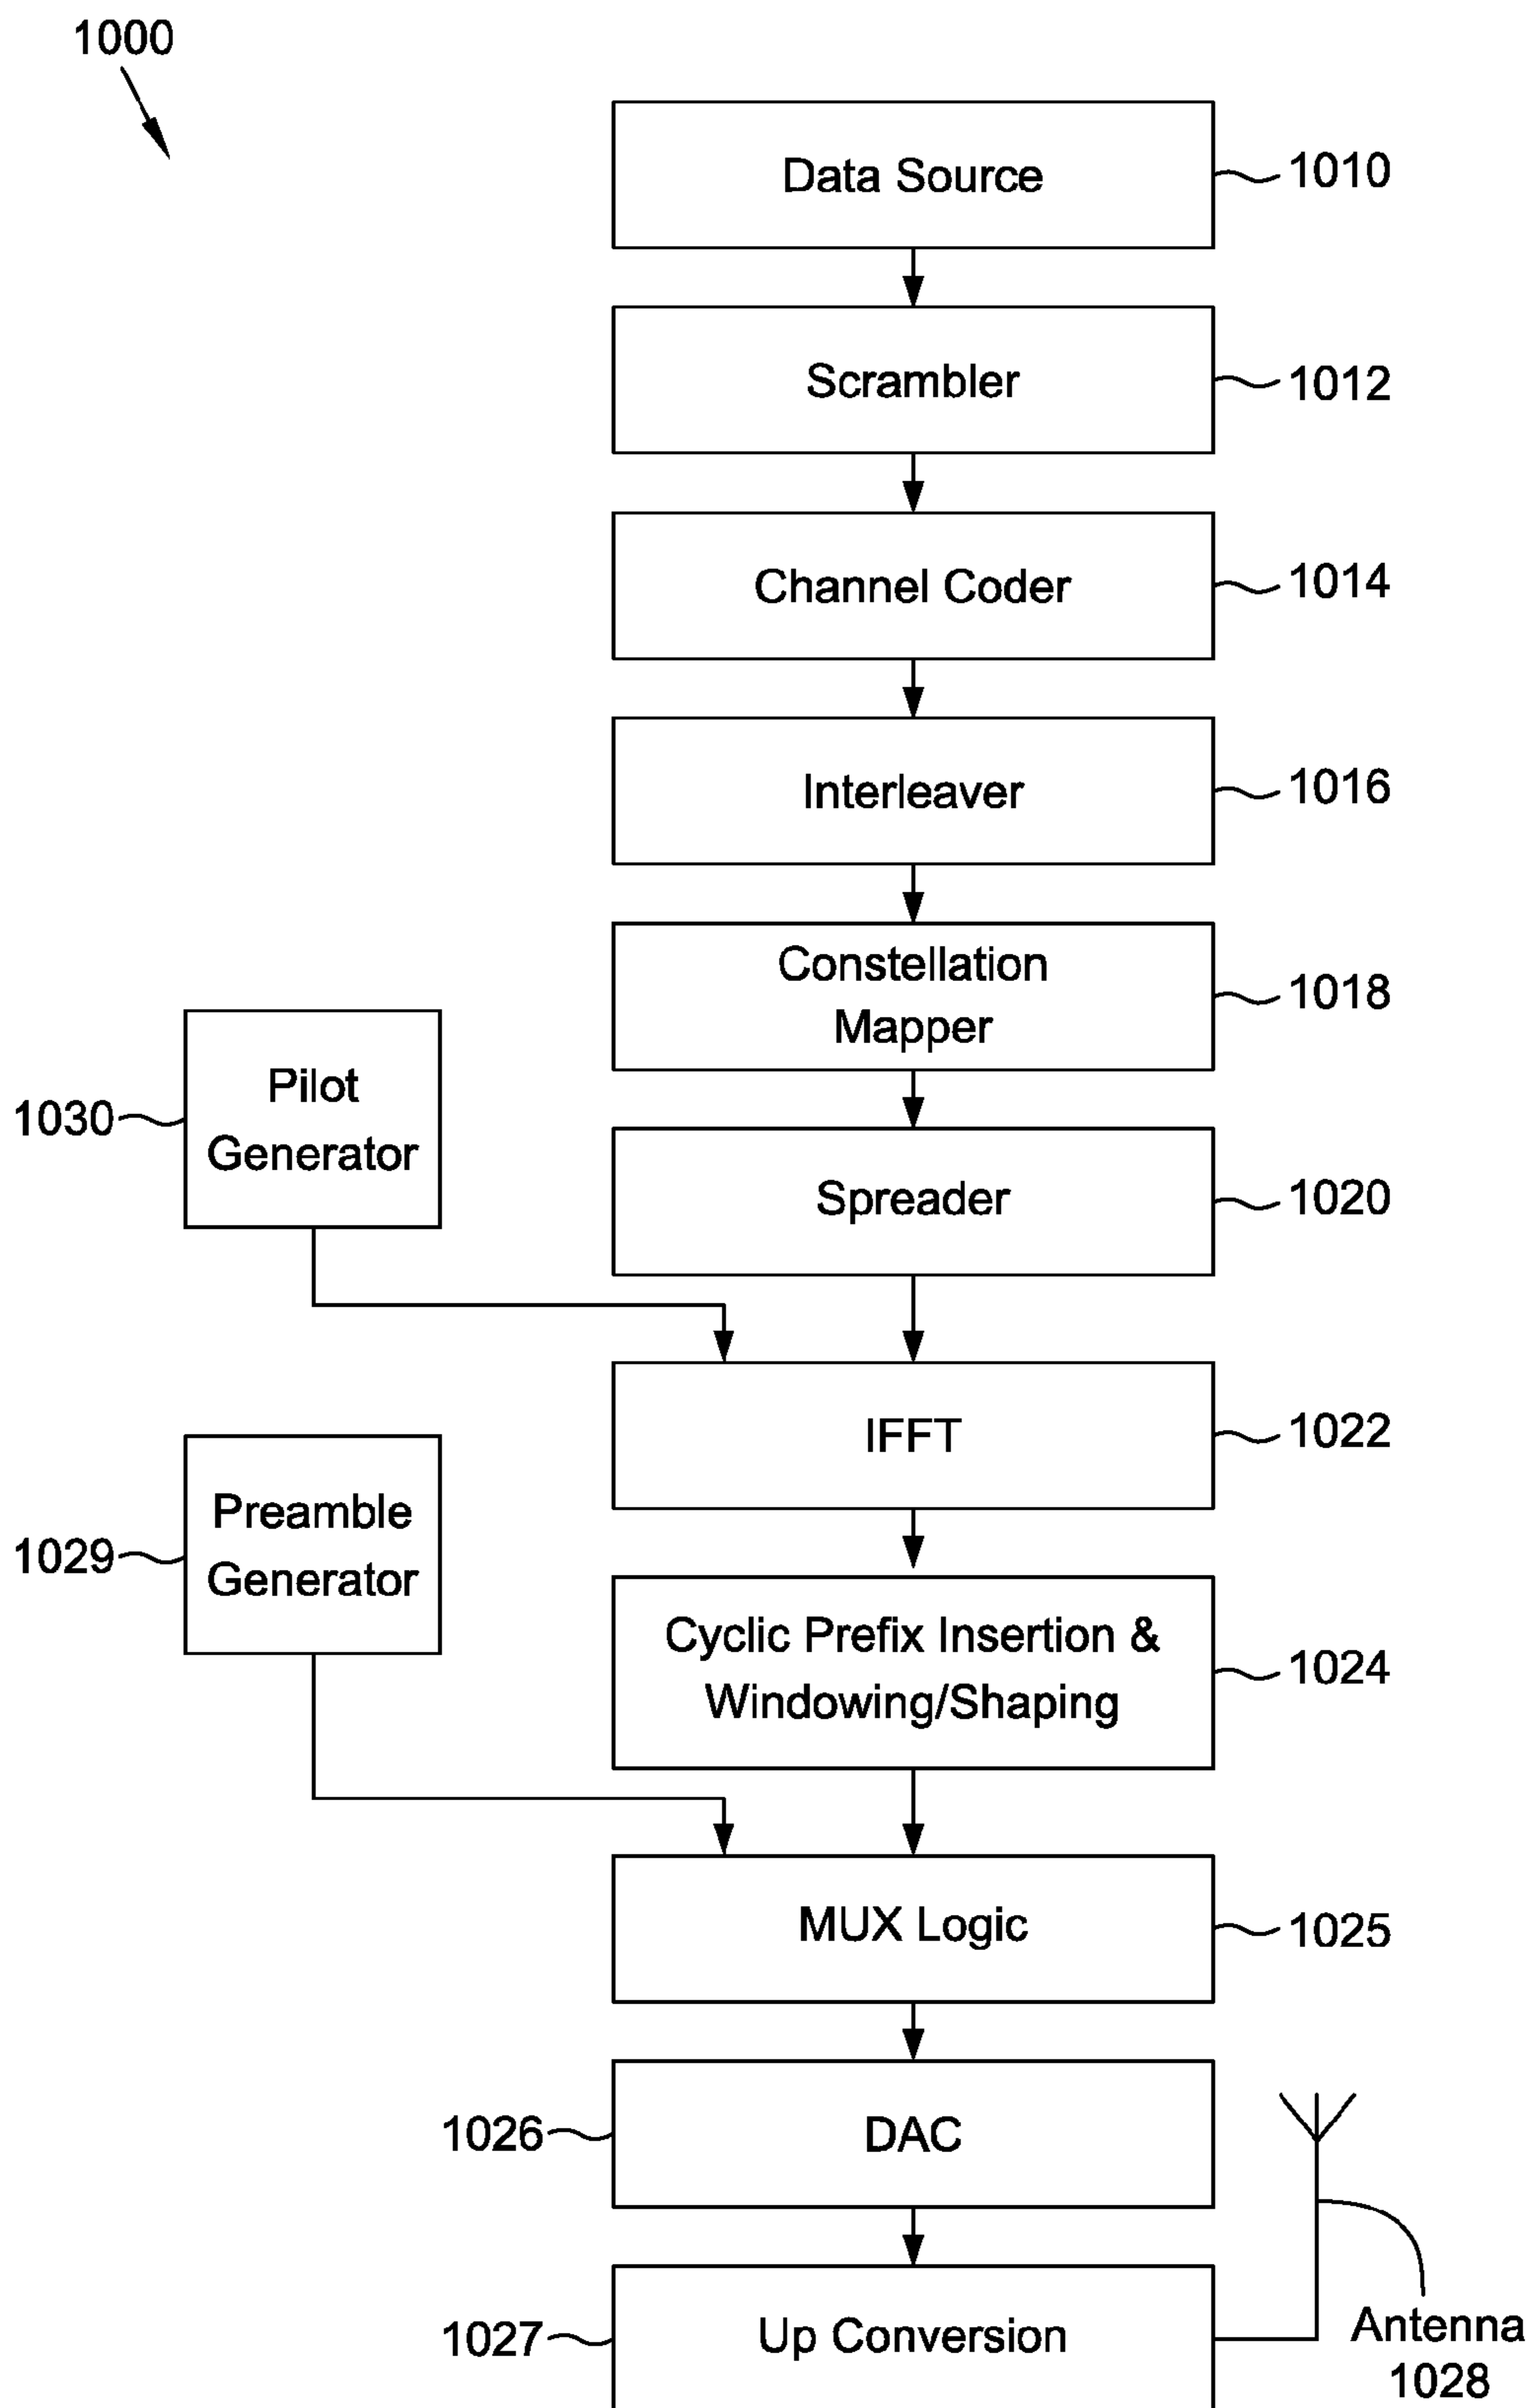 1000
Data Source
1010
Scrambler
1012
Channel Coder
1014
Interleaver
1016
Constellation
Mapper
1018
Pilot
Generator
1030
Spreader
1020
IFFT
1022
Preamble
Generator
1029
Cyclic Prefix Insertion &
Windowing/Shaping
1024
MUX Logic
1025
1026
DAC
1027
Up Conversion
Antenna
1028